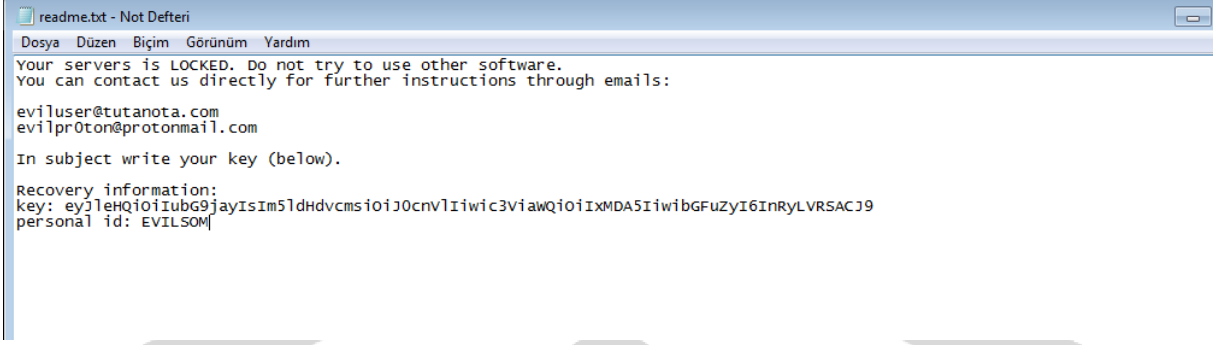 readme.txt - Not Defteri
Dosya Düzen Biçim Görünüm Yardım
Your servers is LOCKED. Do not try to use other software.
You can contact us directly for further instructions through emails:
eviluser@tutanota.com
evilpr0ton@protonmail.com
In subject write your key (below).
Recovery information:
key: eyJleHQiOiIubG9jayIsIm5ldHdvcmsiOiJ0cnVlIiwic3ViaWQiOiIxMDA5IiwibGFuZyI6InRyLVRSACJ9
personal id: EVILSOM